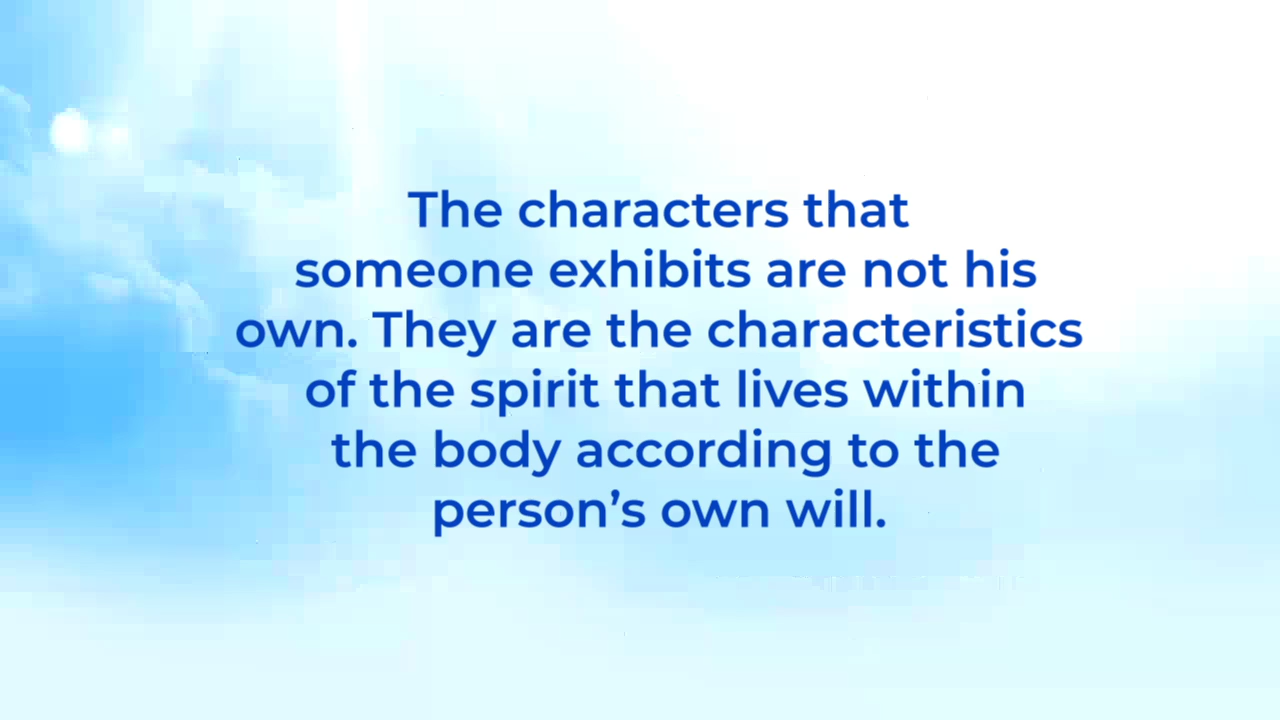 The characters that
someone exhibits are not his
own. They are the characteristics
of the spirit that lives within
the body according to the
person’s own will.